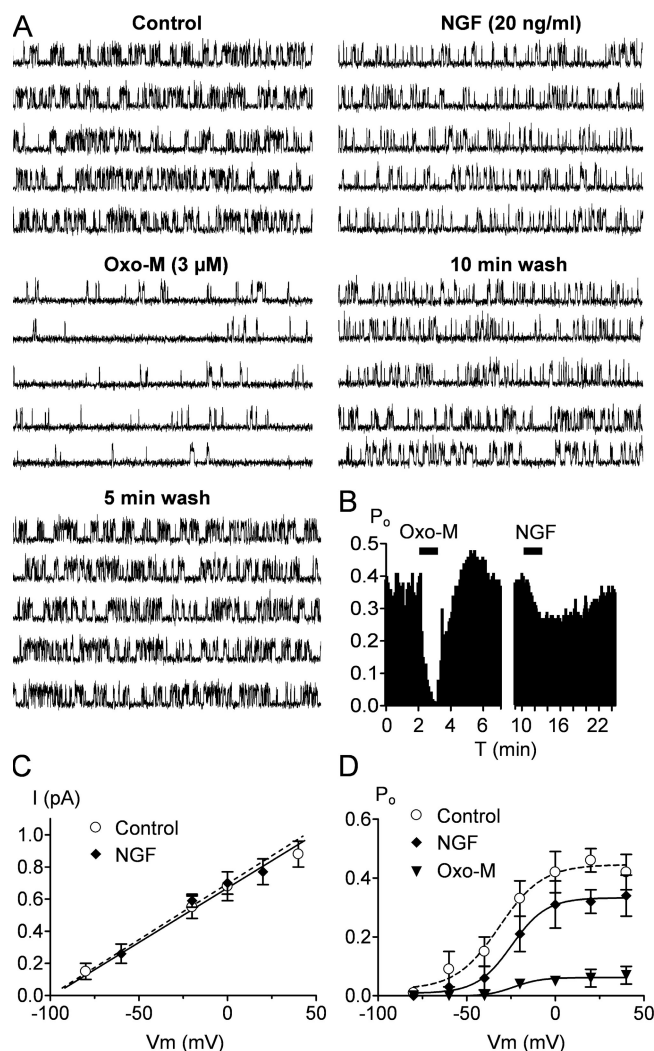 A
Control
NGF (20 ng/ml)
Oxo-M (3 µM)
10 min wash
5 min wash
B
Po
Oxo-M
NGF
0.5
0.4
0.3
0.2
0.1
0.0
0 2 4 6 10 14 18 22
T (min)
C
I (pA)
Control
NGF
1.0
0.8
0.6
0.4
0.2
0.0
-100 -50 0 50
Vm (mV)
D
Po
Control
NGF
Oxo-M
0.6
0.4
0.2
0.0
-100 -50 0 50
Vm (mV)